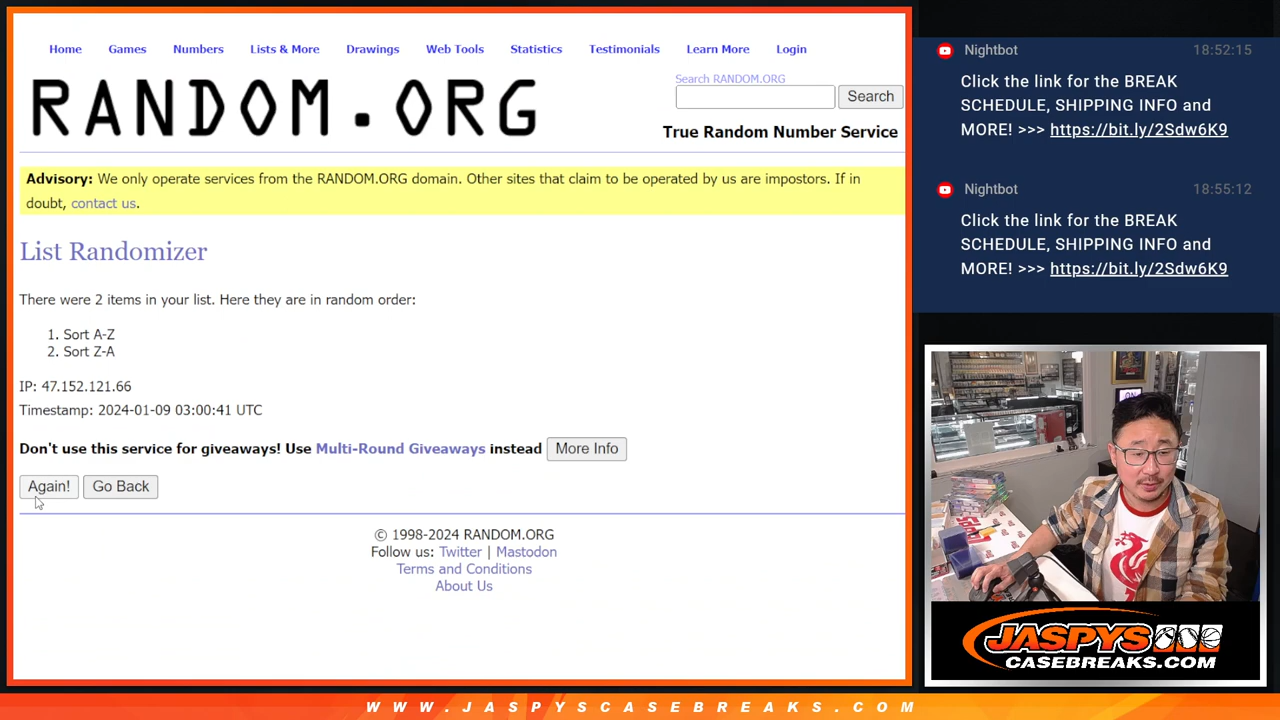 Home Games Numbers Lists & More Drawings Web Tools Statistics Testimonials Learn More Login
RANDOM.ORG
Search RANDOM.ORG
Search
True Random Number Service
Advisory: We only operate services from the RANDOM.ORG domain. Other sites that claim to be operated by us are impostors. If in
doubt, contact us.
List Randomizer
There were 2 items in your list. Here they are in random order:
1. Sort A-Z
2. Sort Z-A
IP: 47.152.121.66
Timestamp: 2024-01-09 03:00:41 UTC
Don't use this service for giveaways! Use Multi-Round Giveaways instead More Info
Again! Go Back
© 1998-2024 RANDOM.ORG
Follow us: Twitter | Mastodon
Terms and Conditions
About Us
Nightbot 18:52:15
Click the link for the BREAK
SCHEDULE, SHIPPING INFO and
MORE! >>> https://bit.ly/2Sdw6K9
Nightbot 18:55:12
Click the link for the BREAK
SCHEDULE, SHIPPING INFO and
MORE! >>> https://bit.ly/2Sdw6K9
JASPYS
CASEBREAKS.COM
WWW.JASPYSCASEBREAKS.COM